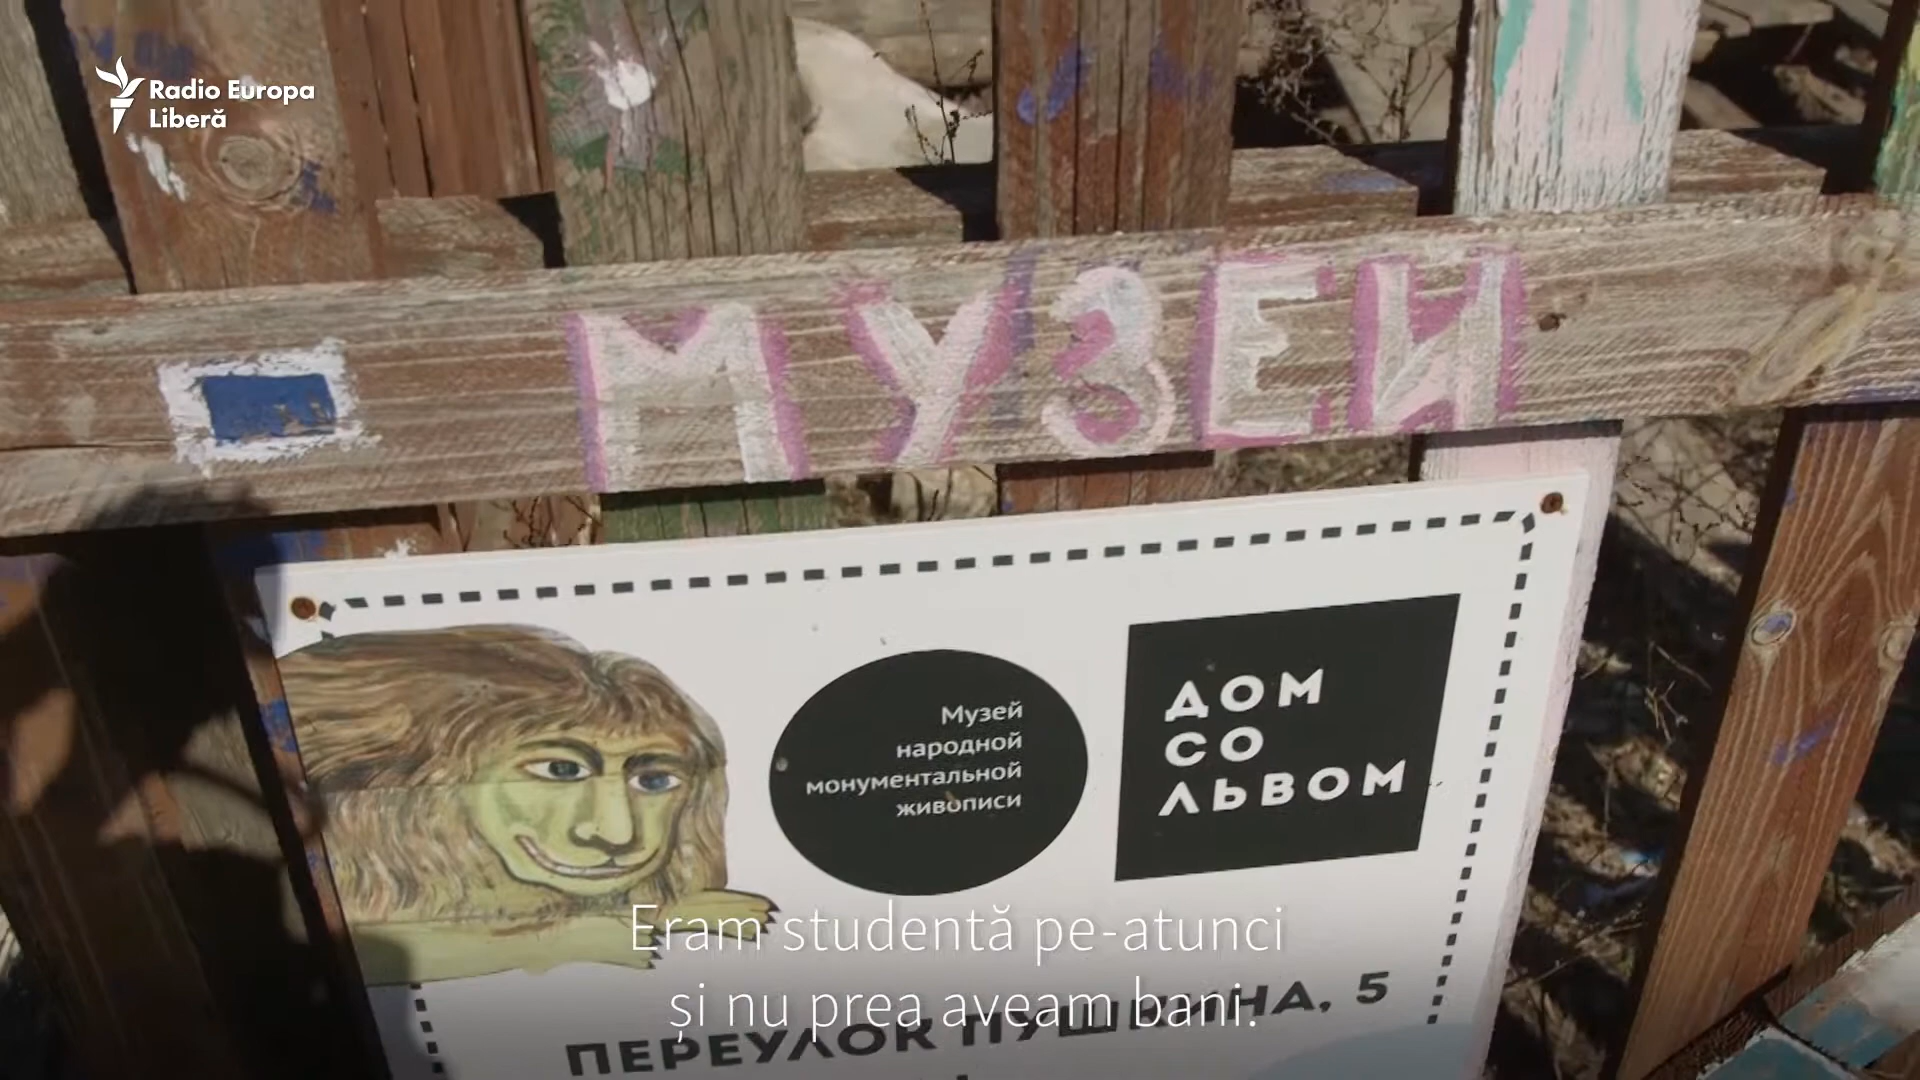 Radio Europa
Liberă
МУЗЕЙ
Музей
народной
монументальной
живописи
ДОМ
СО
ЛЬВОМ
Eram studentă pe-atunci
și nu prea aveam bani.
ПЕРЕУЛОК ПУШКИНА, 5